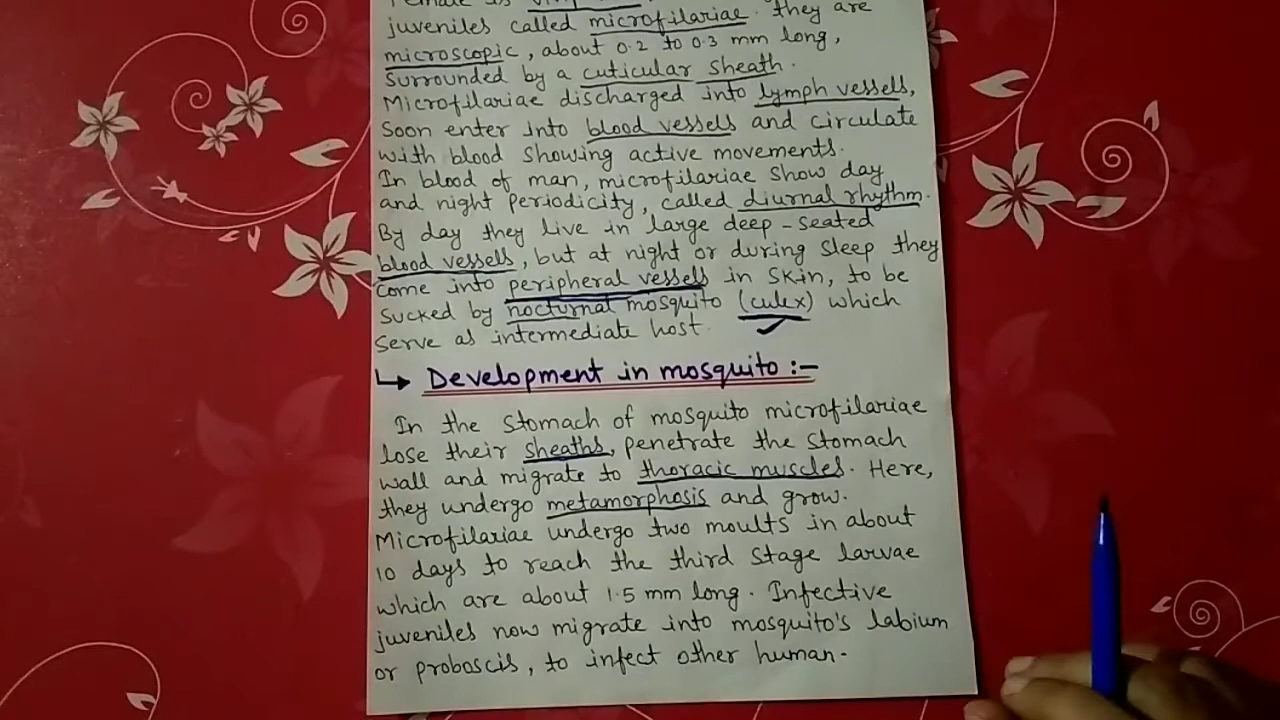 Female is
juveniles called microfilariae. They are
microscopic, about 0.2 to 0.3 mm long,
Surrounded by a cuticular sheath.
Microfilariae discharged into lymph vessels,
Soon enter into blood vessels and circulate
with blood showing active movements.
In blood of man, microfilariae show day
and night periodicity, called diurnal rhythm.
By day they live in large deep-seated
blood vessels, but at night or during sleep they
come into peripheral vessels in skin, to be
sucked by nocturnal mosquito (culex) which
serve as intermediate host.
↳ Development in mosquito :-
In the stomach of mosquito microfilariae
lose their sheaths, penetrate the stomach
wall and migrate to thoracic muscles. Here,
they undergo metamorphosis and grow.
Microfilariae undergo two moults in about
10 days to reach the third stage larvae
which are about 1.5 mm long. Infective
juveniles now migrate into mosquito's labium
or proboscis, to infect other human.